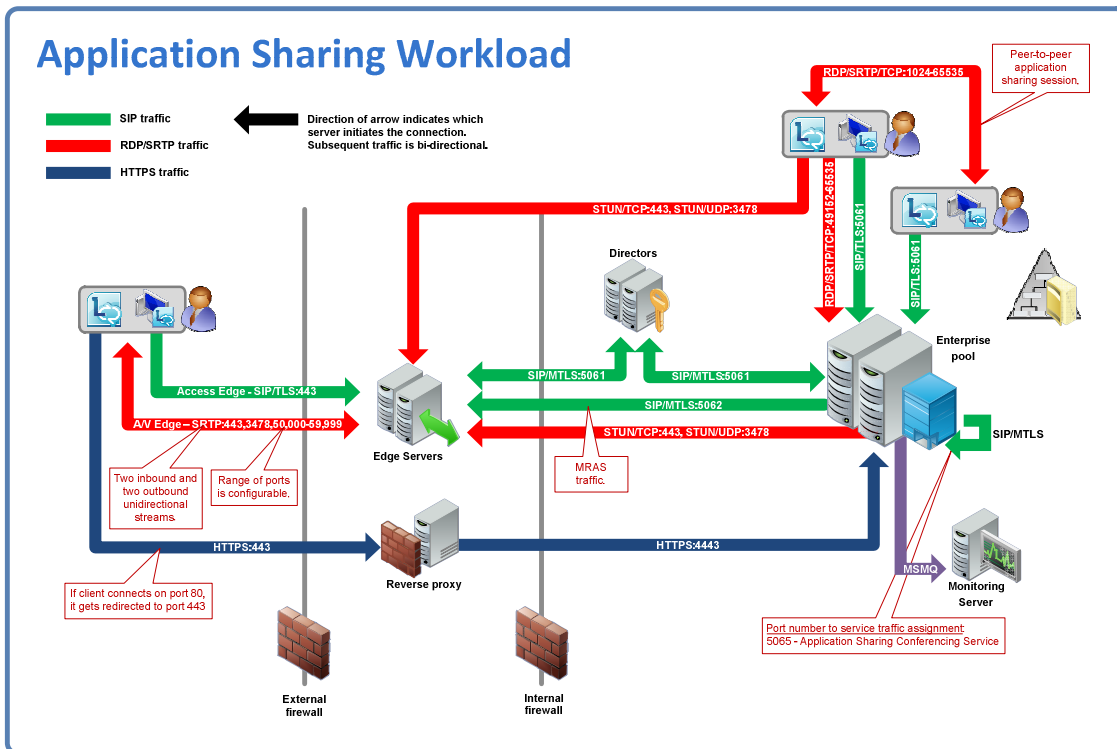 Application Sharing Workload
SIP traffic
RDP/SRTP traffic
HTTPS traffic
Direction of arrow indicates which
server initiates the connection.
Subsequent traffic is bi-directional.
RDP/SRTP/TCP:1024-65535
Peer-to-peer
application
sharing session.
STUN/TCP:443, STUN/UDP:3478
RDP/SRTP/TCP:49152-65535
SIP/TLS:5061
SIP/TLS:5061
Directors
Enterprise
pool
SIP/MTLS:5061
SIP/MTLS:5061
Access Edge - SIP/TLS:443
SIP/MTLS:5062
A/V Edge – SRTP:443,3478,50,000-59,999
STUN/TCP:443, STUN/UDP:3478
SIP/MTLS
Edge Servers
Two inbound and
two outbound
unidirectional
streams.
Range of ports
is configurable.
MRAS
traffic.
HTTPS:443
HTTPS:4443
Reverse proxy
MSMQ
Monitoring
Server
If client connects on port 80,
it gets redirected to port 443
Port number to service traffic assignment:
5065 - Application Sharing Conferencing Service
External
firewall
Internal
firewall